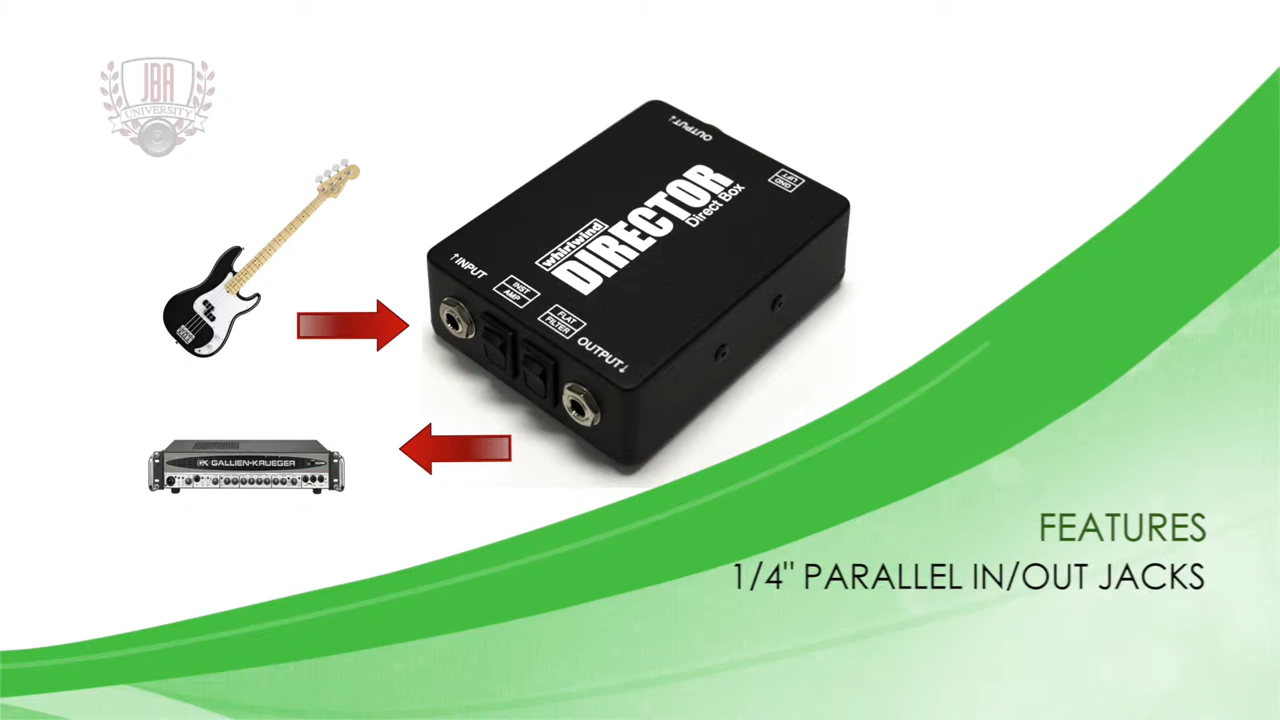 JBA
UNIVERSITY
OUTPUT↓
GND
LIFT
whirlwind
DIRECTOR
Direct Box
↑INPUT
INST
AMP
FLAT
FILTER
OUTPUT↓
GK GALLIEN-KRUEGER
FEATURES
1/4" PARALLEL IN/OUT JACKS